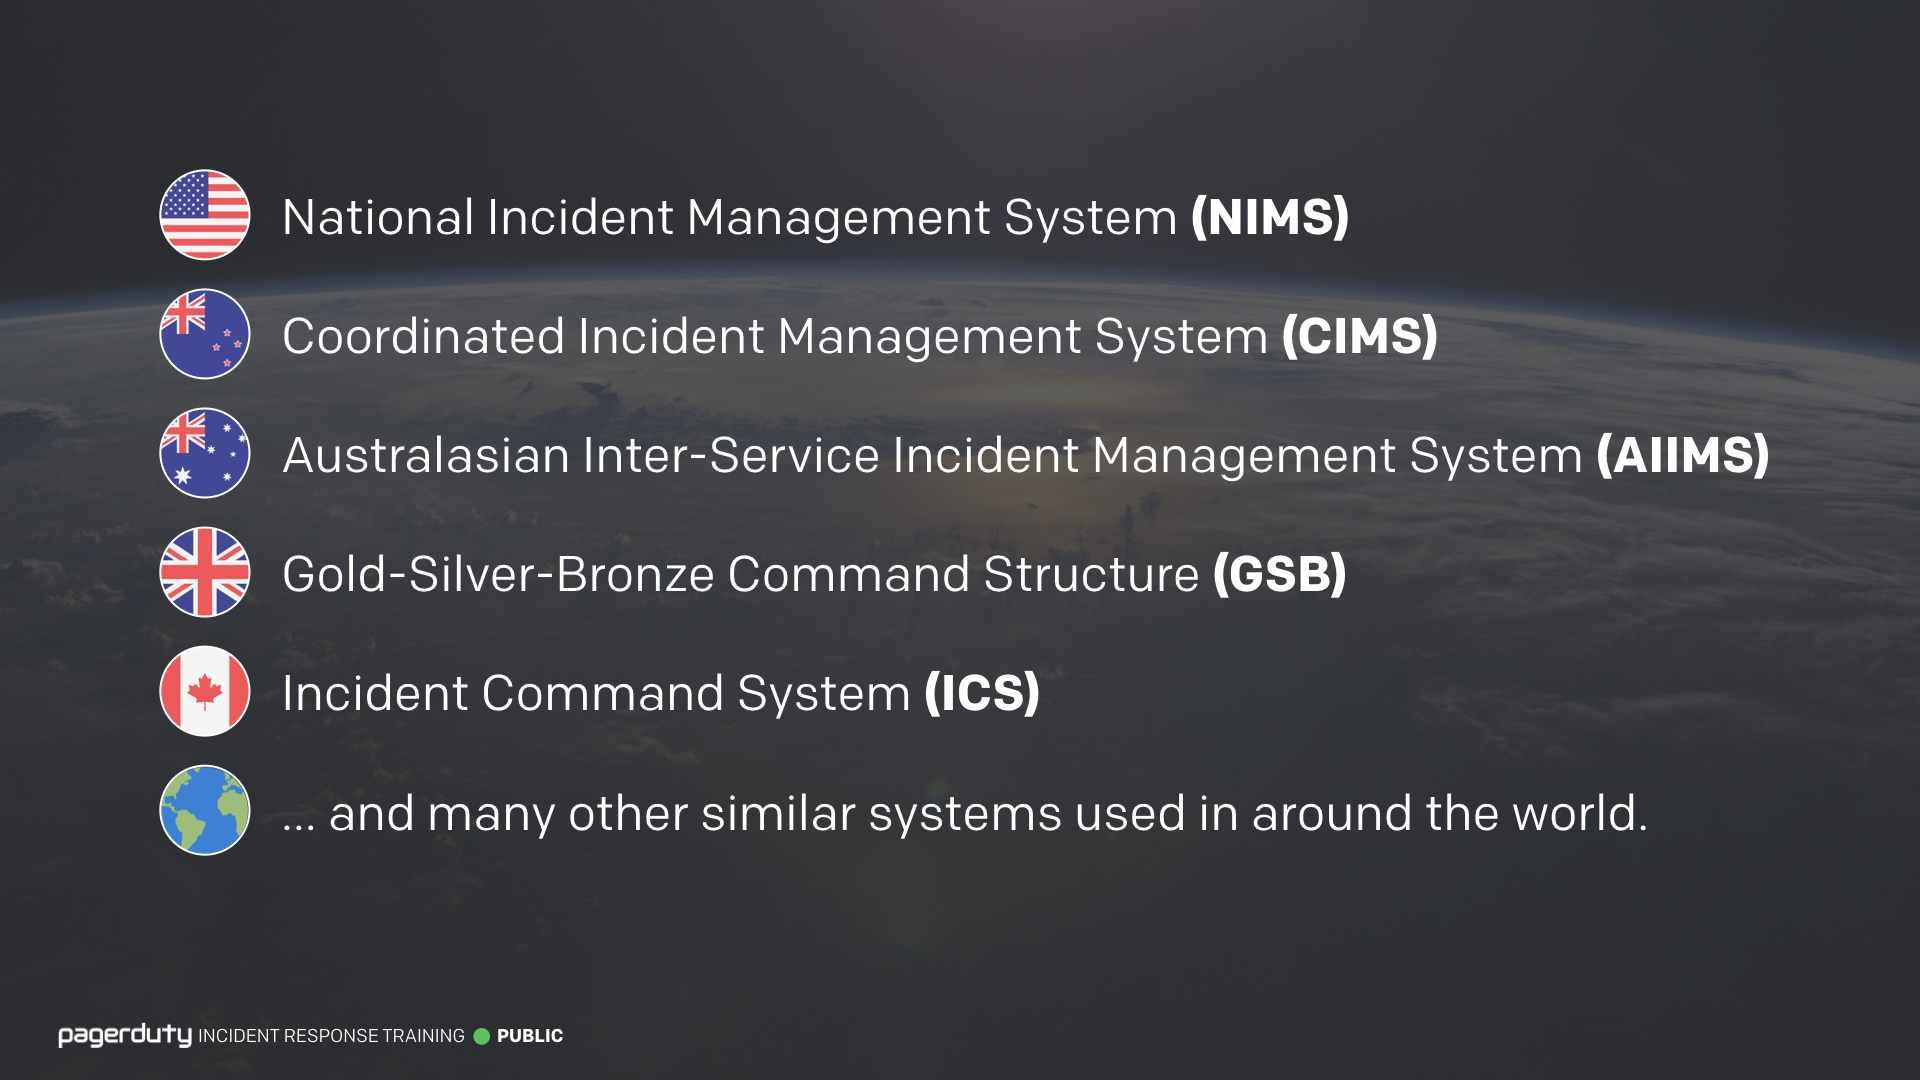 National Incident Management System (NIMS)
Coordinated Incident Management System (CIMS)
Australasian Inter-Service Incident Management System (AIIMS)
Gold-Silver-Bronze Command Structure (GSB)
Incident Command System (ICS)
... and many other similar systems used in around the world.
pagerduty INCIDENT RESPONSE TRAINING PUBLIC